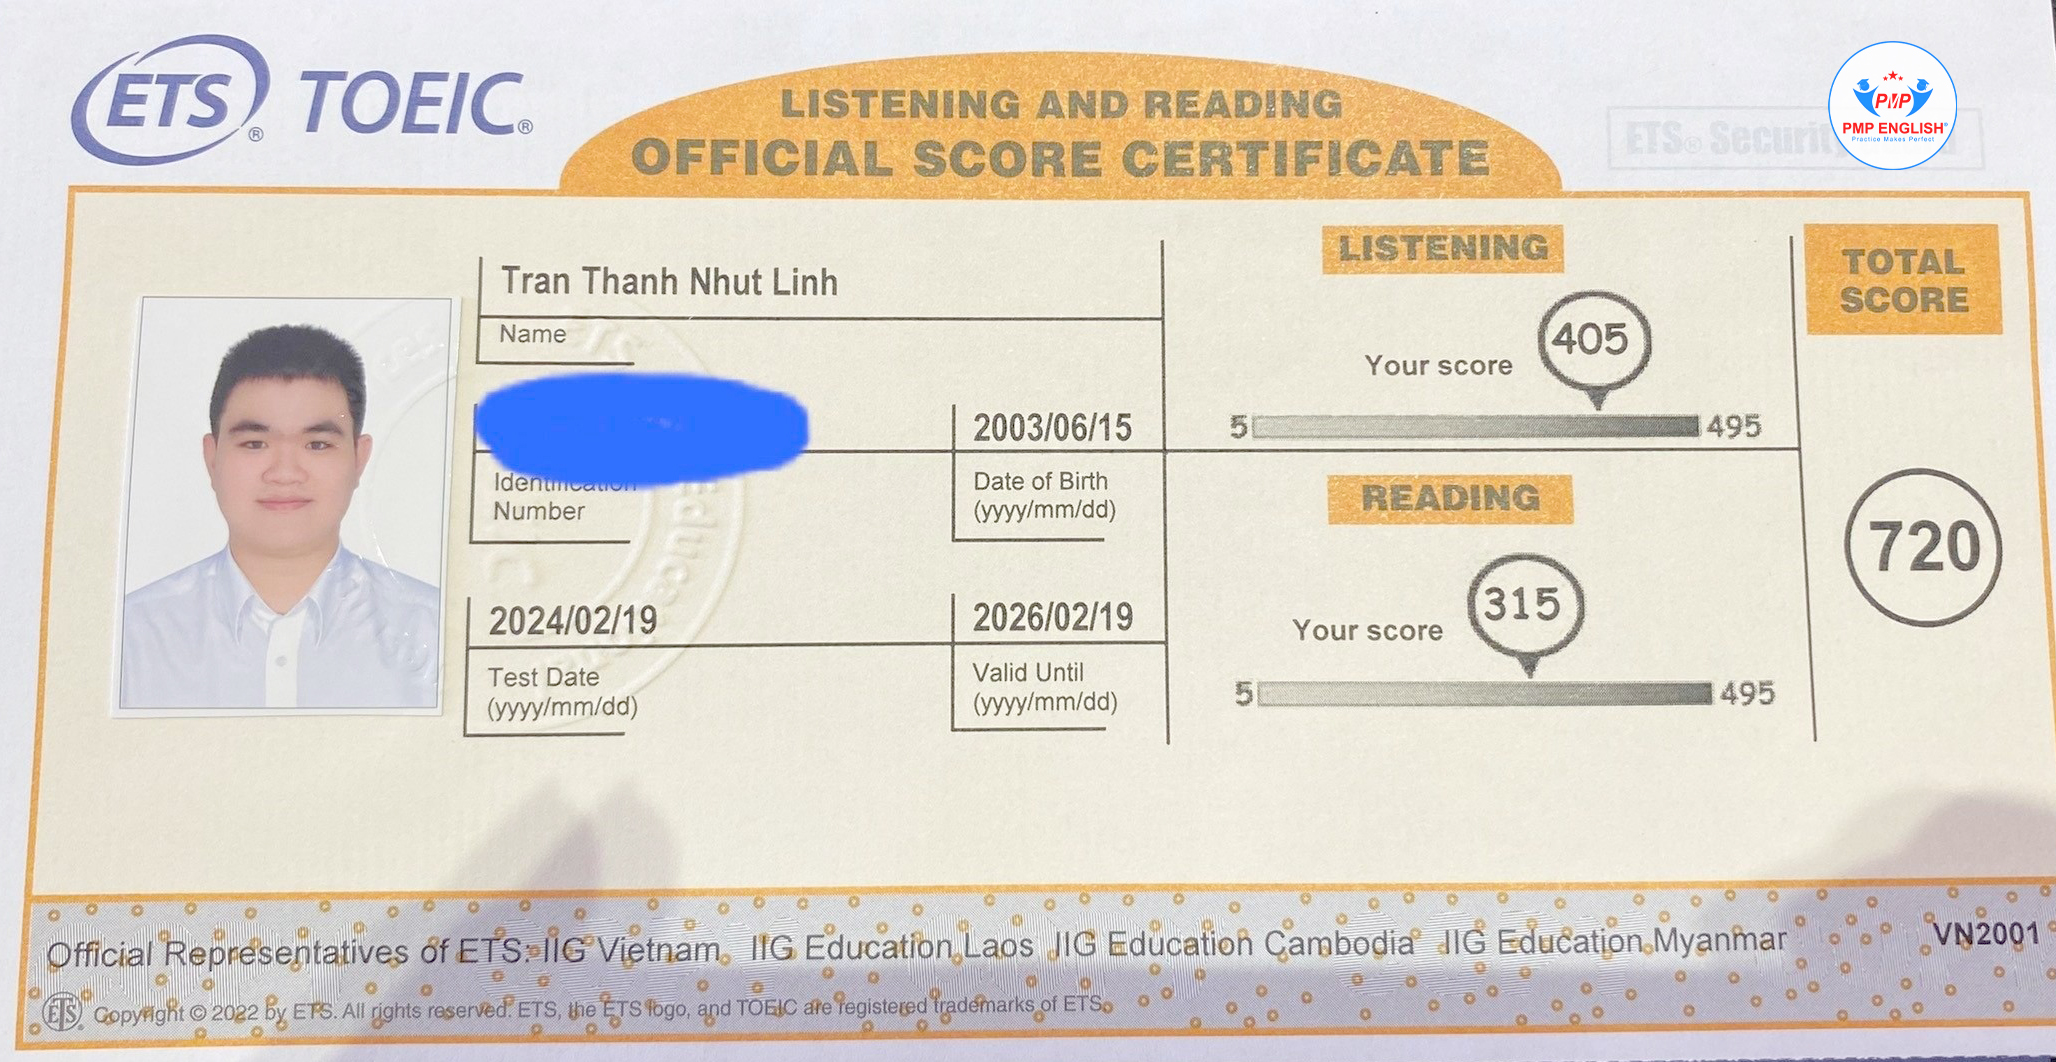 ETS® TOEIC®
LISTENING AND READING
OFFICIAL SCORE CERTIFICATE
ETS® Security
PMP
PMP ENGLISH®
Practice Makes Perfect
Tran Thanh Nhut Linh
Name
Identification
Number
2003/06/15
Date of Birth
(yyyy/mm/dd)
2024/02/19
Test Date
(yyyy/mm/dd)
2026/02/19
Valid Until
(yyyy/mm/dd)
LISTENING
Your score 405
5 495
READING
Your score 315
5 495
TOTAL
SCORE
720
Official Representatives of ETS: IIG Vietnam IIG Education Laos IIG Education Cambodia IIG Education Myanmar
VN2001
ETS® Copyright © 2022 by ETS. All rights reserved. ETS, the ETS logo, and TOEIC are registered trademarks of ETS.